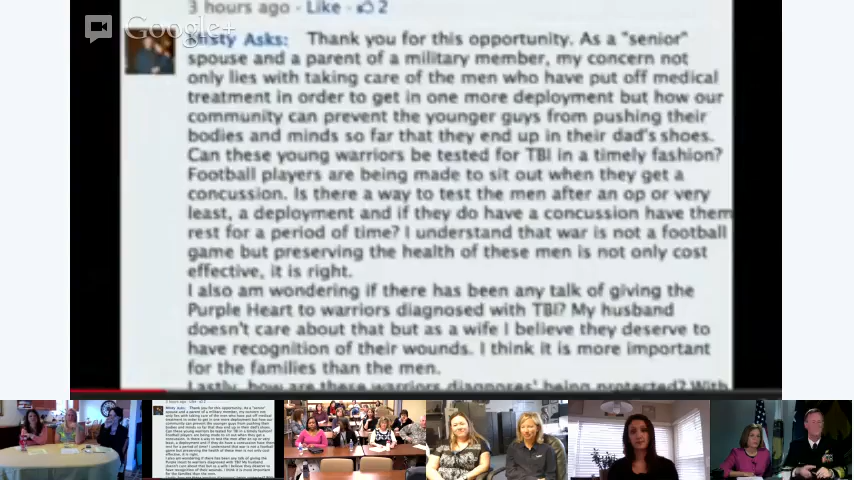 3 hours ago · Like · 2
Google+
Misty Asks: Thank you for this opportunity. As a "senior"
spouse and a parent of a military member, my concern not
only lies with taking care of the men who have put off medical
treatment in order to get in one more deployment but how our
community can prevent the younger guys from pushing their
bodies and minds so far that they end up in their dad's shoes.
Can these young warriors be tested for TBI in a timely fashion?
Football players are being made to sit out when they get a
concussion. Is there a way to test the men after an op or very
least, a deployment and if they do have a concussion have them
rest for a period of time? I understand that war is not a football
game but preserving the health of these men is not only cost
effective, it is right.
I also am wondering if there has been any talk of giving the
Purple Heart to warriors diagnosed with TBI? My husband
doesn't care about that but as a wife I believe they deserve to
have recognition of their wounds. I think it is more important
for the families than the men.
Lastly, how are these warriors diagnoses' being protected? With